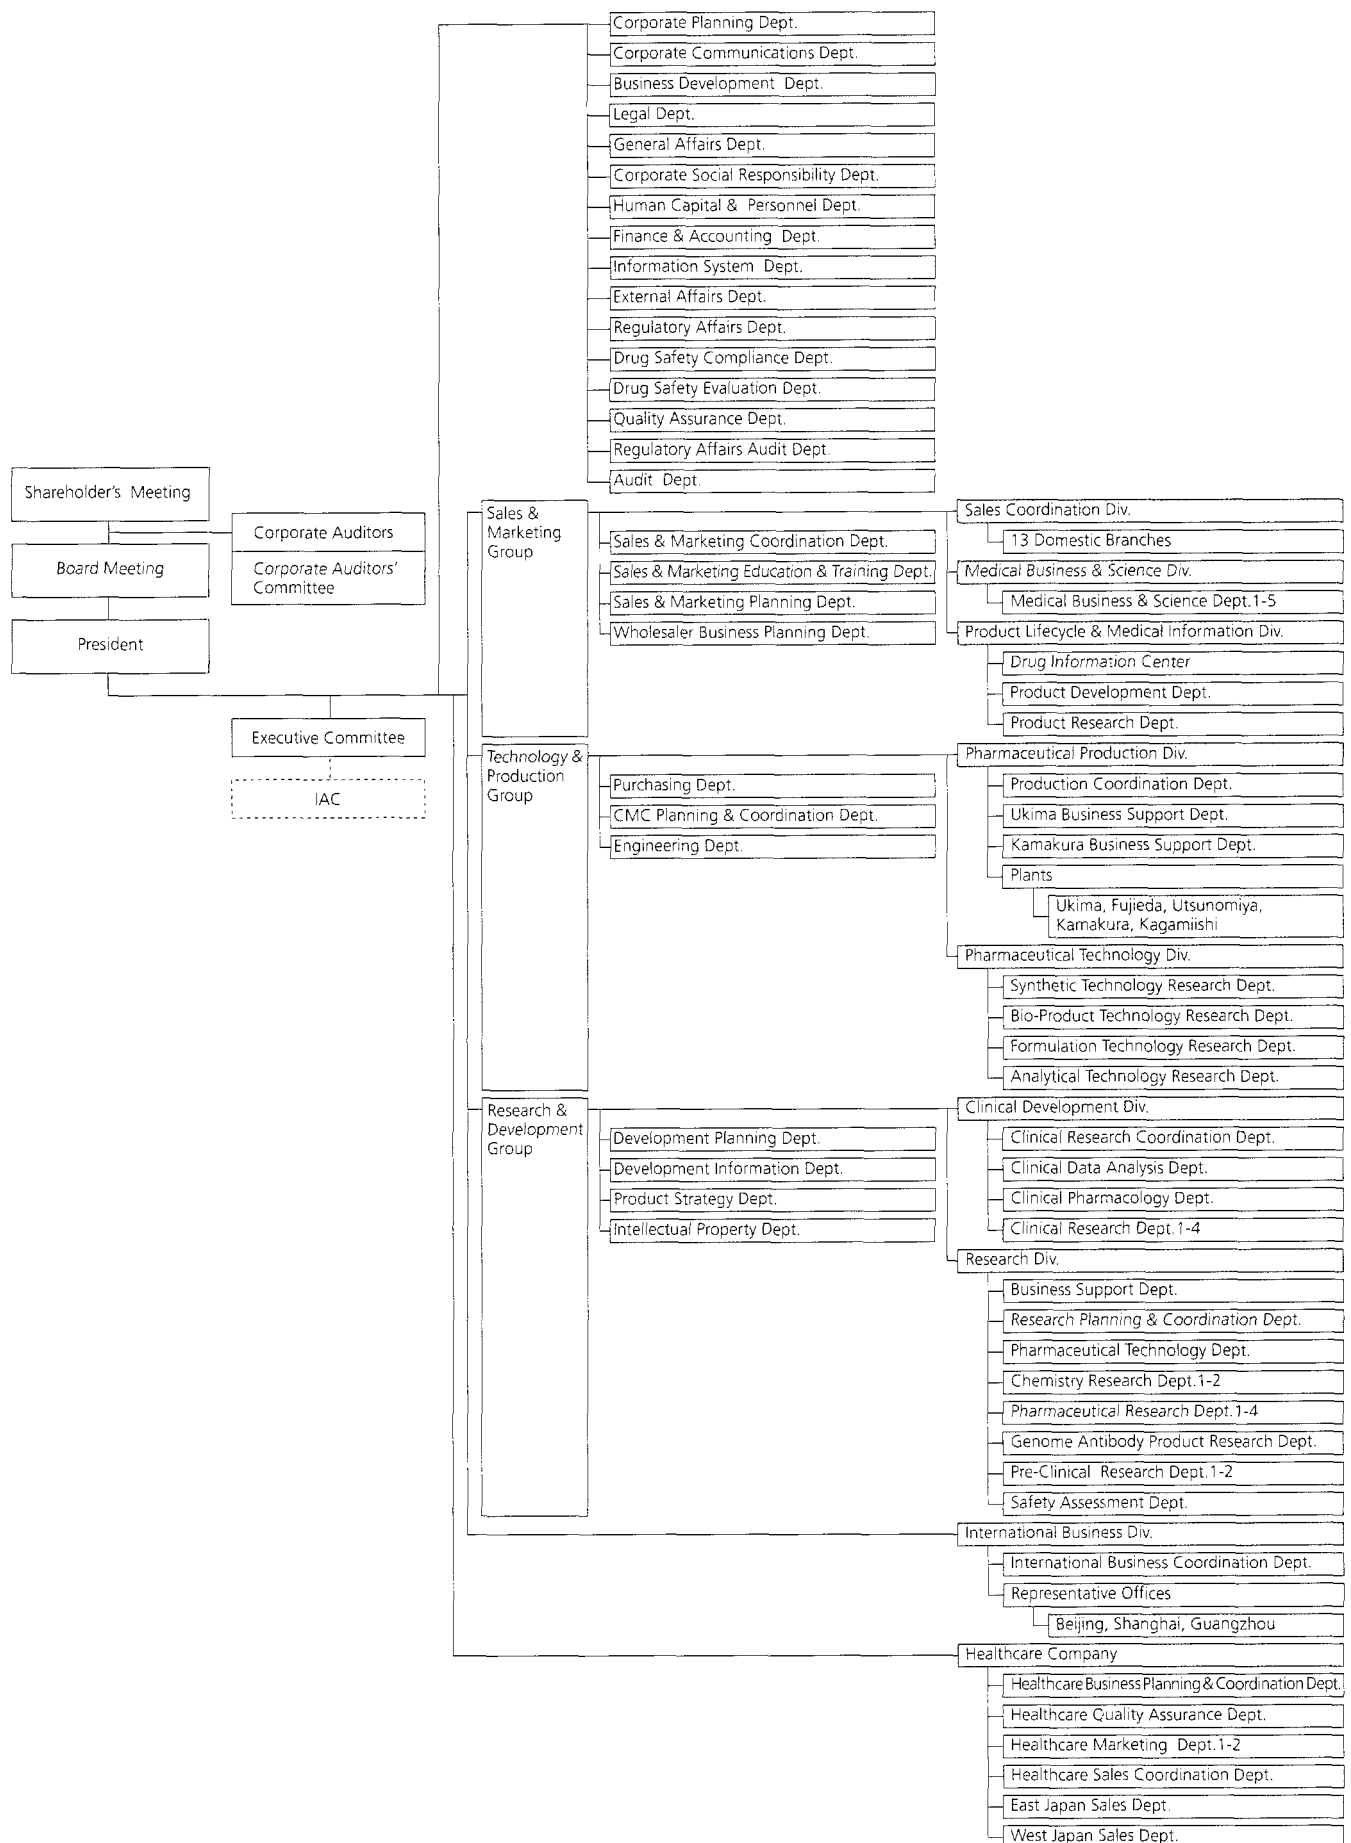 Corporate Planning Dept.
Corporate Communications Dept.
Business Development Dept.
Legal Dept.
General Affairs Dept.
Corporate Social Responsibility Dept.
Human Capital & Personnel Dept.
Finance & Accounting Dept.
Information System Dept.
External Affairs Dept.
Regulatory Affairs Dept.
Drug Safety Compliance Dept.
Drug Safety Evaluation Dept.
Quality Assurance Dept.
Regulatory Affairs Audit Dept.
Audit Dept.
Shareholder's Meeting
Corporate Auditors
Corporate Auditors'
Committee
Board Meeting
President
Executive Committee
IAC
Sales &
Marketing
Group
Sales & Marketing Coordination Dept.
Sales & Marketing Education & Training Dept.
Sales & Marketing Planning Dept.
Wholesaler Business Planning Dept.
Sales Coordination Div.
13 Domestic Branches
Medical Business & Science Div.
Medical Business & Science Dept.1-5
Product Lifecycle & Medical Information Div.
Drug Information Center
Product Development Dept.
Product Research Dept.
Technology &
Production
Group
Purchasing Dept.
CMC Planning & Coordination Dept.
Engineering Dept.
Pharmaceutical Production Div.
Production Coordination Dept.
Ukima Business Support Dept.
Kamakura Business Support Dept.
Plants
Ukima, Fujieda, Utsunomiya,
Kamakura, Kagamiishi
Pharmaceutical Technology Div.
Synthetic Technology Research Dept.
Bio-Product Technology Research Dept.
Formulation Technology Research Dept.
Analytical Technology Research Dept.
Research &
Development
Group
Development Planning Dept.
Development Information Dept.
Product Strategy Dept.
Intellectual Property Dept.
Clinical Development Div.
Clinical Research Coordination Dept.
Clinical Data Analysis Dept.
Clinical Pharmacology Dept.
Clinical Research Dept.1-4
Research Div.
Business Support Dept.
Research Planning & Coordination Dept.
Pharmaceutical Technology Dept.
Chemistry Research Dept.1-2
Pharmaceutical Research Dept.1-4
Genome Antibody Product Research Dept.
Pre-Clinical Research Dept.1-2
Safety Assessment Dept.
International Business Div.
International Business Coordination Dept.
Representative Offices
Beijing, Shanghai, Guangzhou
Healthcare Company
Healthcare Business Planning & Coordination Dept.
Healthcare Quality Assurance Dept.
Healthcare Marketing Dept.1-2
Healthcare Sales Coordination Dept.
East Japan Sales Dept.
West Japan Sales Dept.